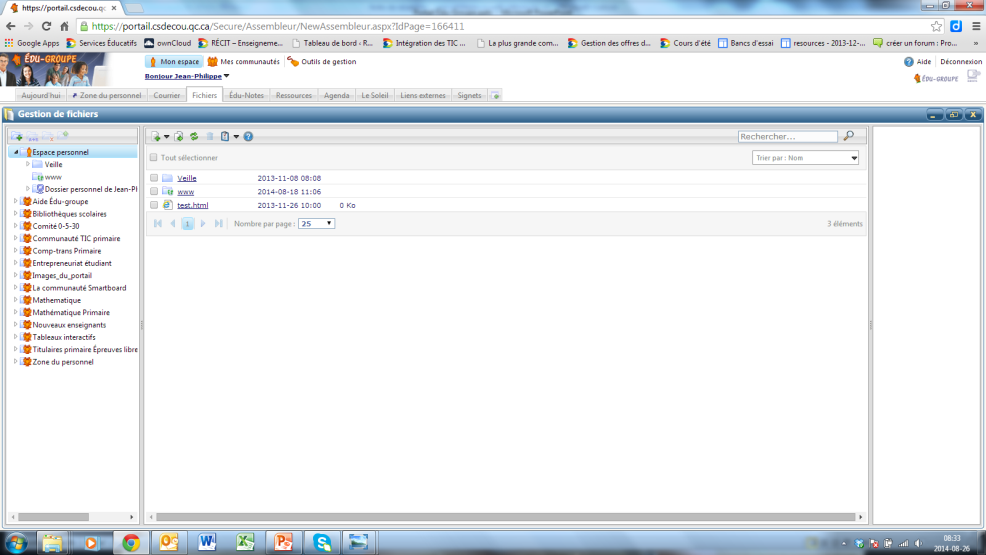 https://portail.csdecou.qc
https://portail.csdecou.qc.ca/Secure/Assembleur/NewAssembleur.aspx?IdPage=166411
Google Apps Services Éducatifs ownCloud RÉCIT – Enseigneme... Tableau de bord ‹ R... Intégration des TIC ... La plus grande com... Gestion des offres d... Cours d'été Bancs d'essai resources - 2013-12-... créer un forum : Pro... »
ÉDU-GROUPE Mon espace Mes communautés Outils de gestion Aide Déconnexion
Bonjour Jean-Philippe ÉDU-GROUPE
Aujourd'hui Zone du personnel Courrier Fichiers Édu-Notes Ressources Agenda Le Soleil Liens externes Signets
Gestion de fichiers
Rechercher...
Espace personnel
Veille
www
Dossier personnel de Jean-Pl
Aide Édu-groupe
Bibliothèques scolaires
Comité 0-5-30
Communauté TIC primaire
Comp-trans Primaire
Entrepreneuriat étudiant
Images_du_portail
La communauté Smartboard
Mathematique
Mathématique Primaire
Nouveaux enseignants
Tableaux interactifs
Titulaires primaire Épreuves libre
Zone du personnel
Tout sélectionner Trier par : Nom
Veille 2013-11-08 08:08
www 2014-08-18 11:06
test.html 2013-11-26 10:00 0 Ko
1 Nombre par page : 25 3 éléments
08:33
2014-08-26